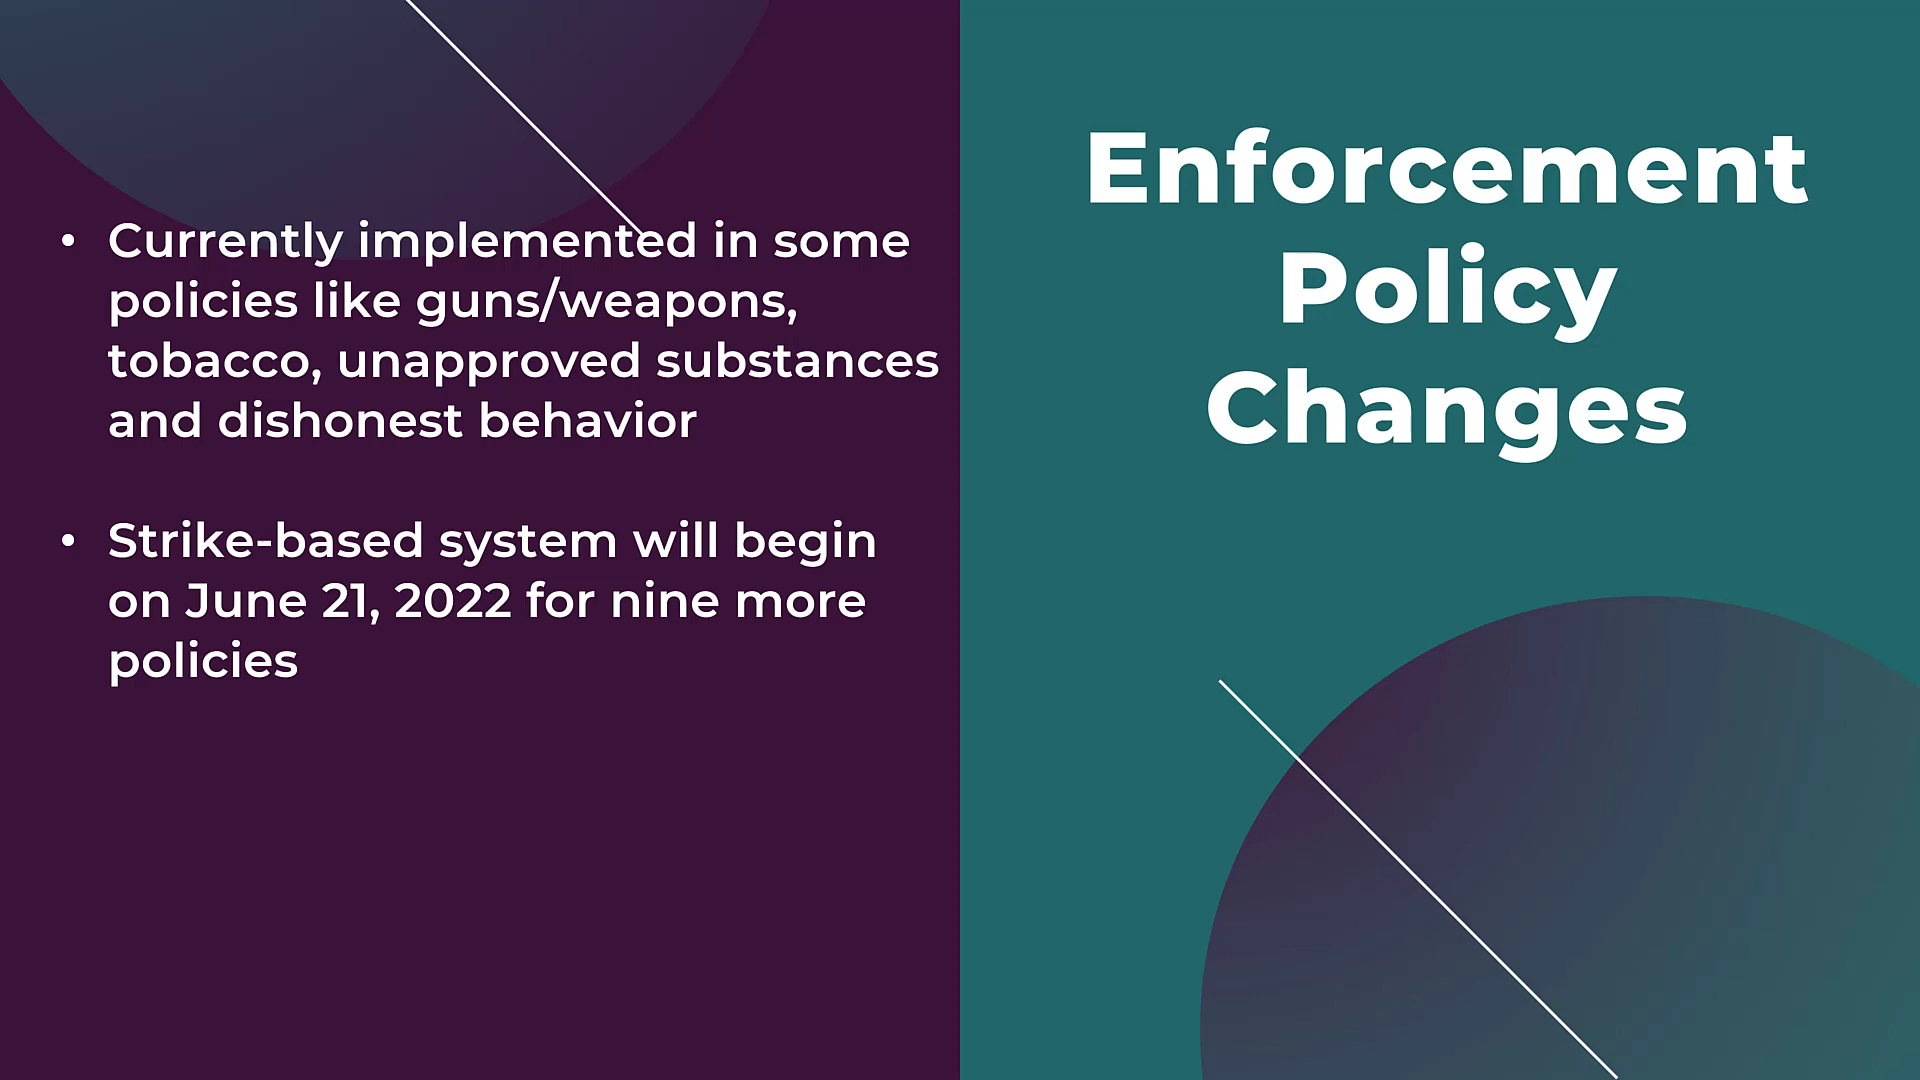 • Currently implemented in some
policies like guns/weapons,
tobacco, unapproved substances
and dishonest behavior
• Strike-based system will begin
on June 21, 2022 for nine more
policies
Enforcement
Policy
Changes